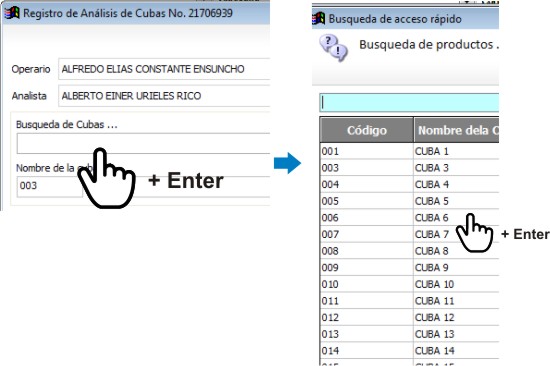 Registro de Análisis de Cubas No. 21706939
Operario ALFREDO ELIAS CONSTANTE ENSUNCHO
Analista ALBERTO EINER URIELES RICO
Busqueda de Cubas ...
Nombre de la cuba
003
+ Enter
Busqueda de acceso rápido
Busqueda de productos .
Código Nombre dela C
001 CUBA 1
003 CUBA 3
004 CUBA 4
005 CUBA 5
006 CUBA 6
007 CUBA 7
008 CUBA 8
009 CUBA 9
010 CUBA 10
011 CUBA 11
012 CUBA 12
013 CUBA 13
014 CUBA 14
+ Enter